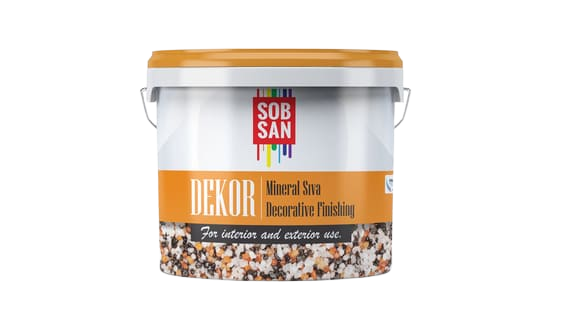 SOB
SAN
DEKOR
Mineral Sıva
Decorative Finishing
For interior and exterior use.